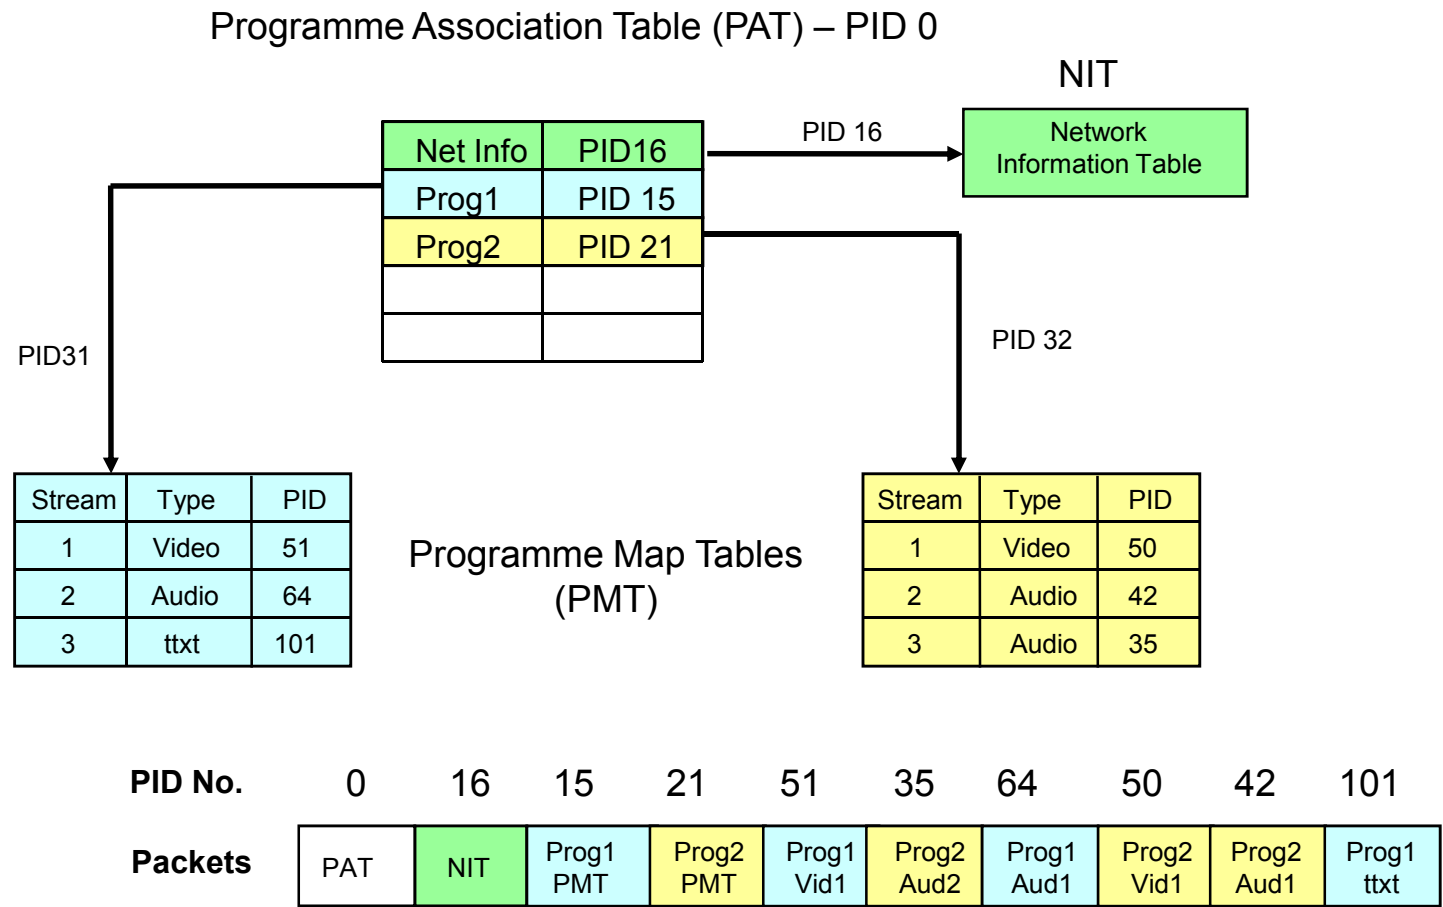 Programme Association Table (PAT) – PID 0
NIT
Net Info PID16
PID 16
Network
Information Table
Prog1 PID 15
Prog2 PID 21
PID31
PID 32
Stream Type PID
1 Video 51
2 Audio 64
3 ttxt 101
Programme Map Tables
(PMT)
Stream Type PID
1 Video 50
2 Audio 42
3 Audio 35
PID No. 0 16 15 21 51 35 64 50 42 101
Packets PAT NIT Prog1 PMT Prog2 PMT Prog1 Vid1 Prog2 Aud2 Prog1 Aud1 Prog2 Vid1 Prog2 Aud1 Prog1 ttxt